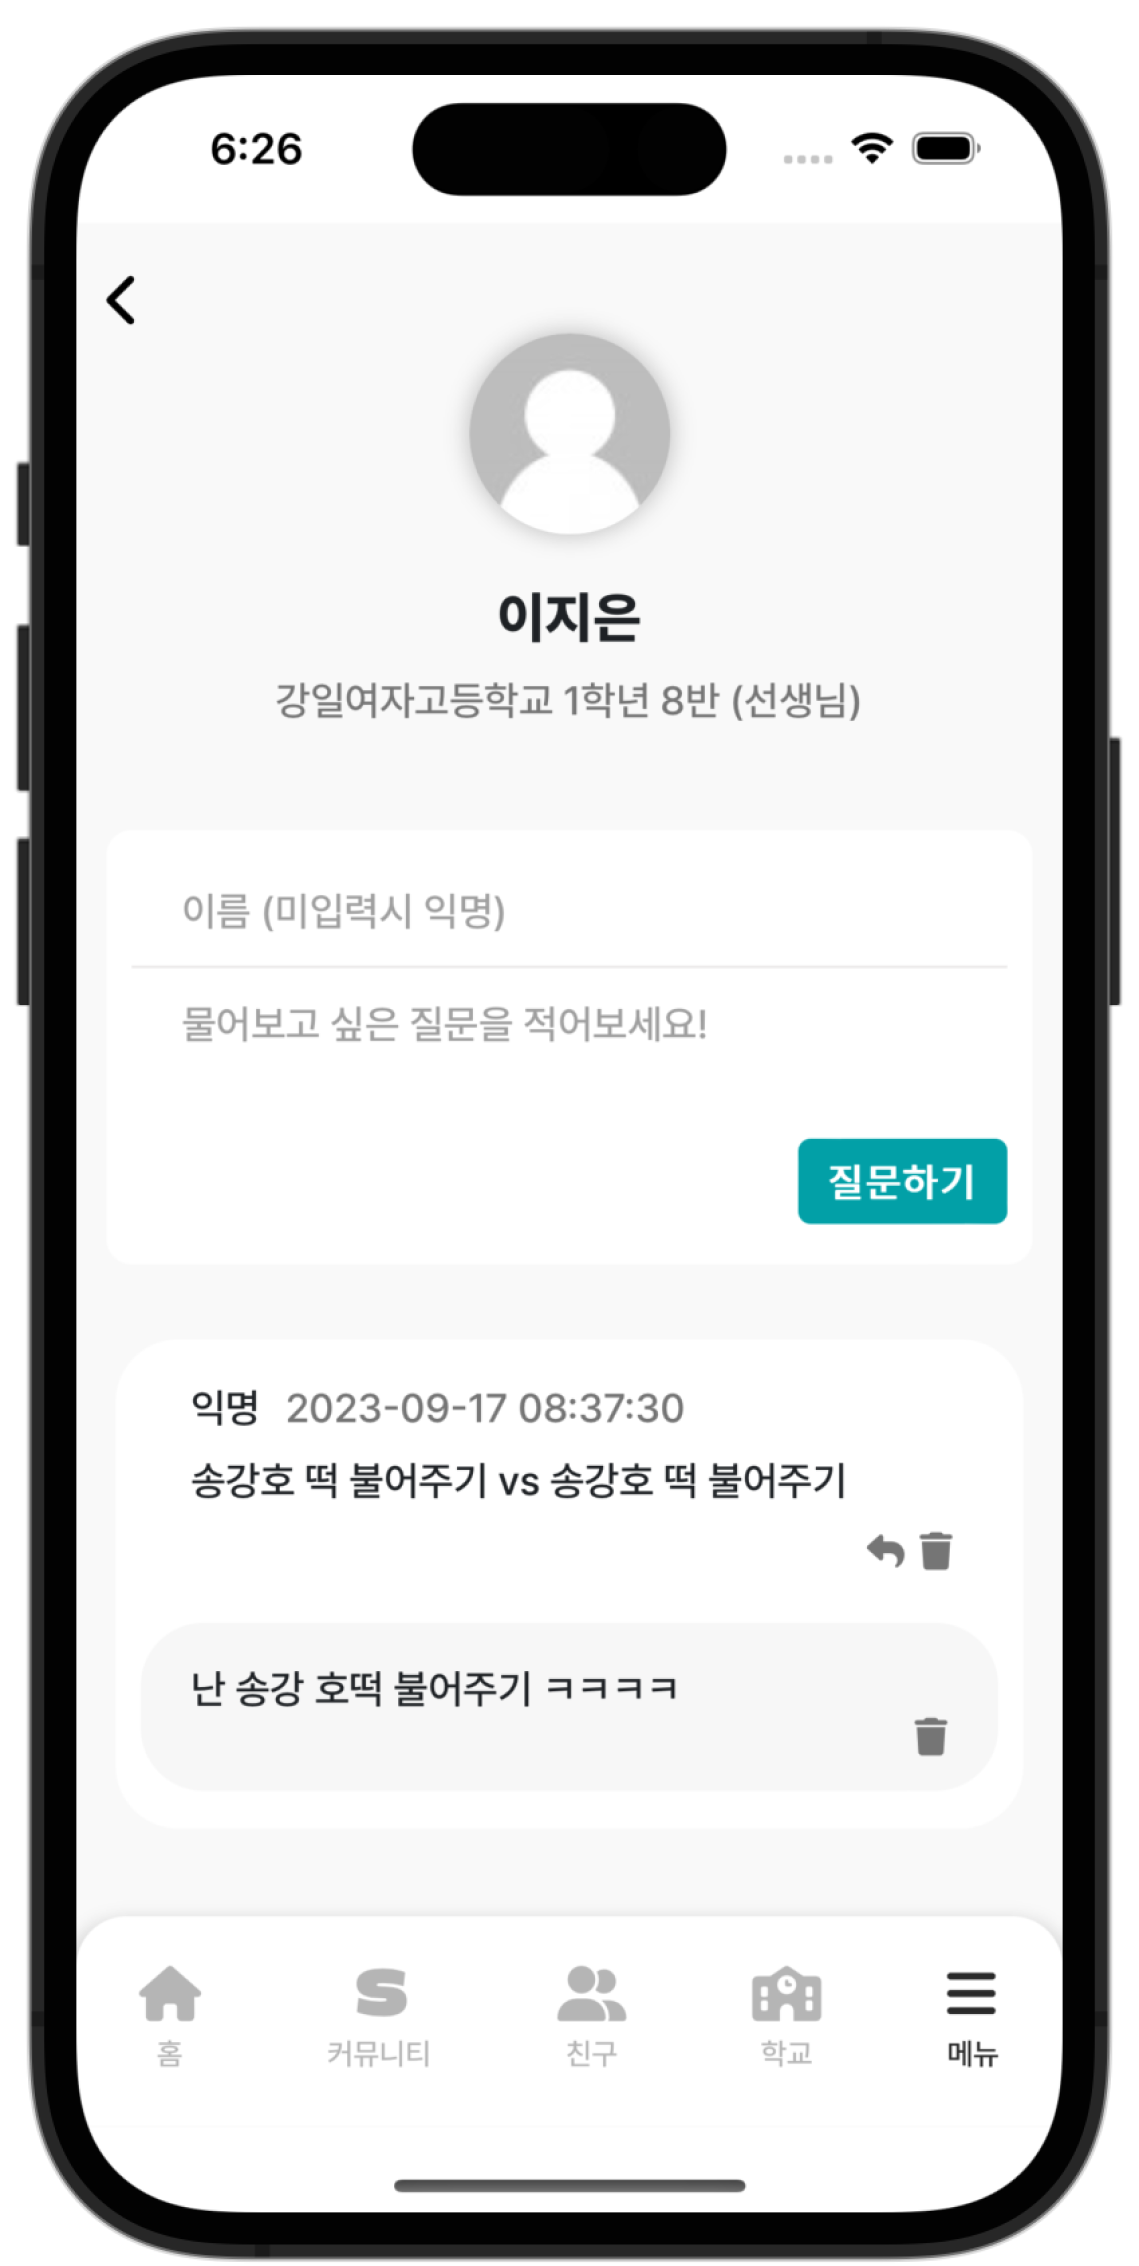 6:26
이지은
강일여자고등학교 1학년 8반 (선생님)
이름 (미입력시 익명)
물어보고 싶은 질문을 적어보세요!
질문하기
익명 2023-09-17 08:37:30
송강호 떡 불어주기 vs 송강호 떡 불어주기
난 송강 호떡 불어주기 ㅋㅋㅋㅋ
S
홈 커뮤니티 친구 학교 메뉴